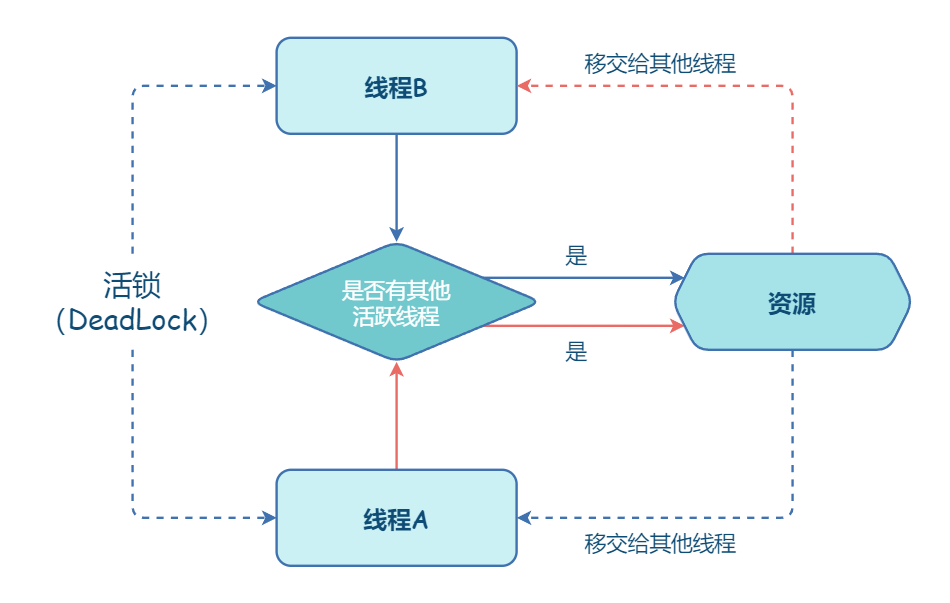 移交给其他线程
线程B
是
活锁
（DeadLock）
是否有其他
活跃线程
资源
是
线程A
移交给其他线程